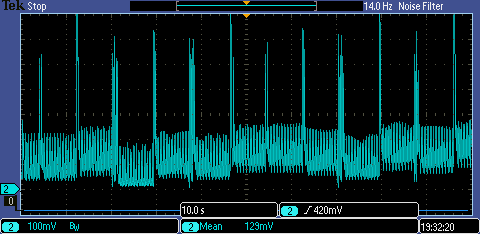 Tek Stop 14.0 Hz Noise Filter
2
0
10.0 s 2 420mV
2 100mV Bw 2 Mean 129mV 19:32:20